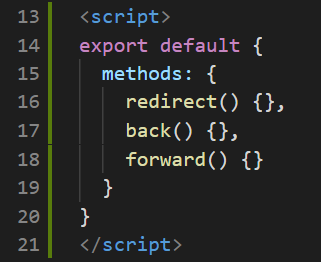 13 <script>
14 export default {
15   methods: {
16     redirect() {},
17     back() {},
18     forward() {}
19   }
20 }
21 </script>